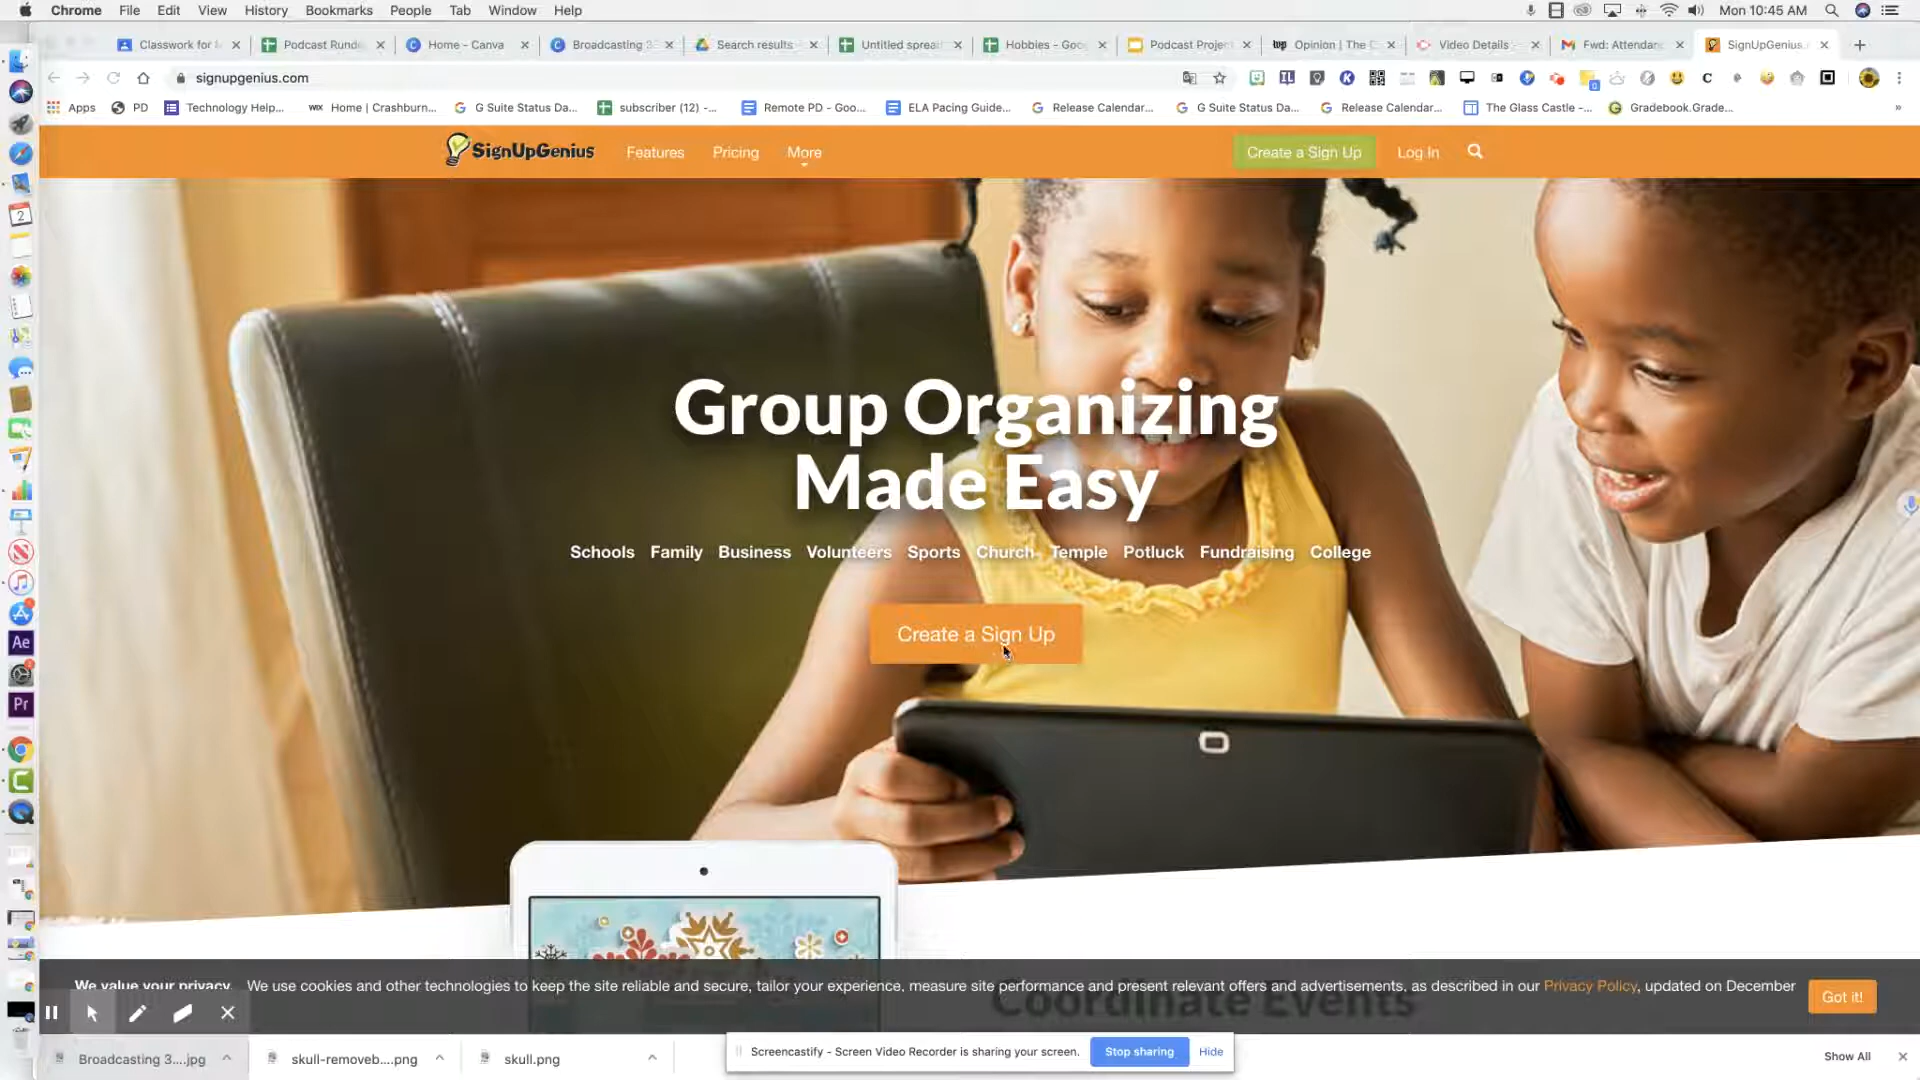 Chrome File Edit View History Bookmarks People Tab Window Help
Mon 10:45 AM
Classwork for
Podcast Rund
Home - Canva
Broadcasting 3
Search results
Untitled sprea
Hobbies - Goo
Podcast Projec
Opinion | The
Video Details
Fwd: Attendan
SignUpGenius
signupgenius.com
Apps
PD
Technology Help...
WIX Home | Crashburn...
G Suite Status Da...
subscriber (12) -...
Remote PD - Goo...
ELA Pacing Guide...
Release Calendar...
G Suite Status Da...
Release Calendar...
The Glass Castle -...
Gradebook.Grade...
SignUpGenius Features Pricing More Create a Sign Up Log In
Group Organizing
Made Easy
Schools Family Business Volunteers Sports Church Temple Potluck Fundraising College
Create a Sign Up
Ae
Pr
We value your privacy. We use cookies and other technologies to keep the site reliable and secure, tailor your experience, measure site performance and present relevant offers and advertisements, as described in our Privacy Policy, updated on December
Got it!
Coordinate Events
Broadcasting 3....jpg
skull-removeb....png
skull.png
Screencastify - Screen Video Recorder is sharing your screen. Stop sharing Hide
Show All